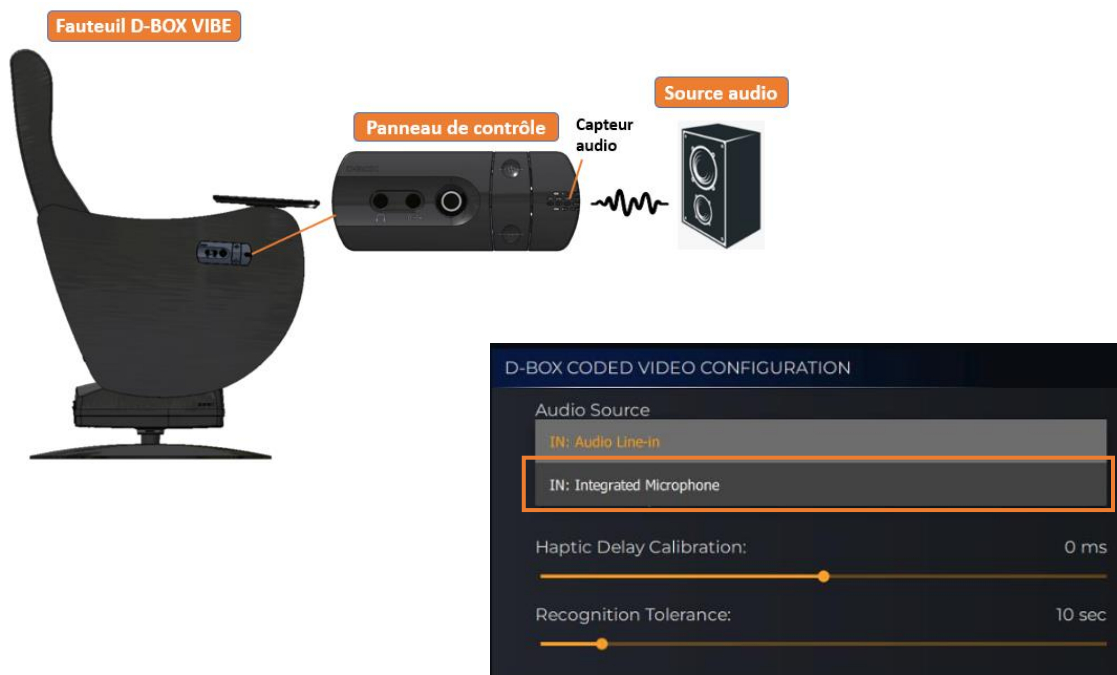 Fauteuil D-BOX VIBE
Source audio
Panneau de contrôle
Capteur
audio
D-BOX CODED VIDEO CONFIGURATION
Audio Source
IN: Audio Line-in
IN: Integrated Microphone
Haptic Delay Calibration: 0 ms
Recognition Tolerance: 10 sec